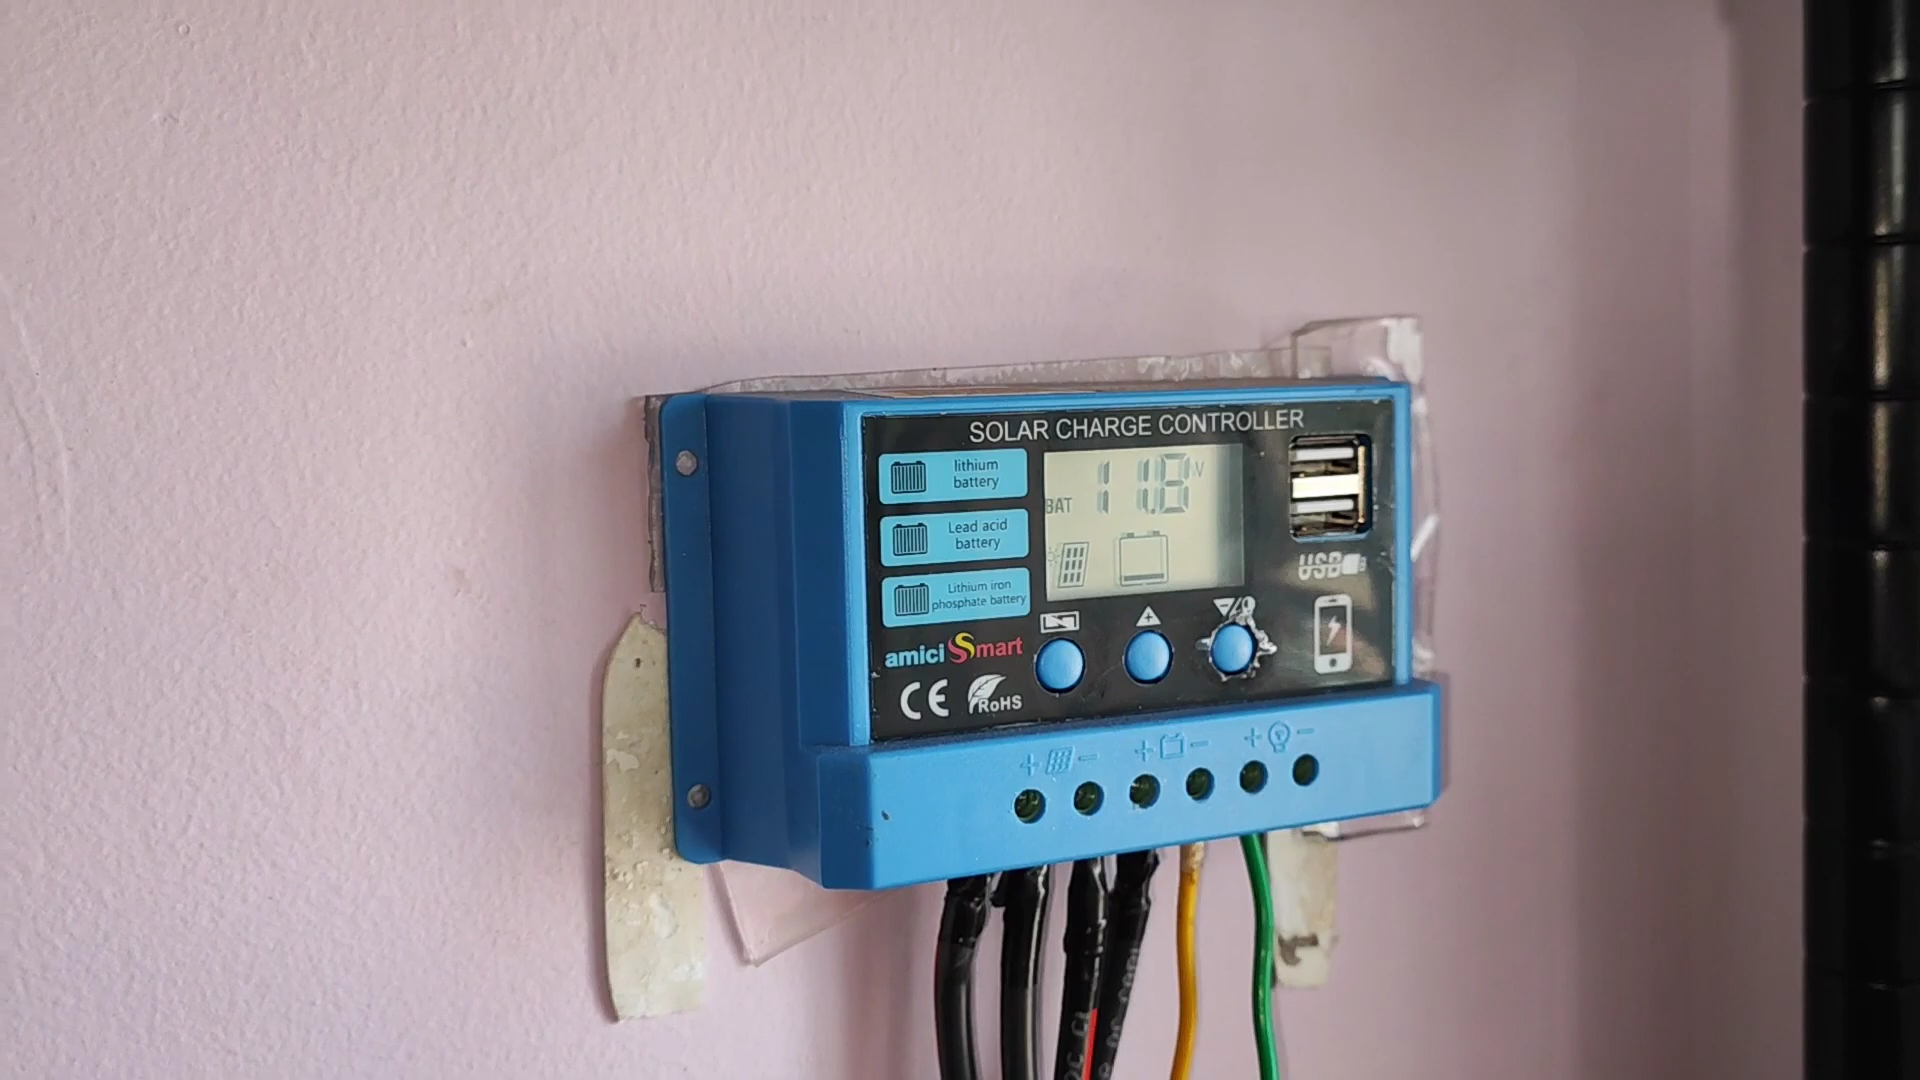 SOLAR CHARGE CONTROLLER
lithium
battery
Lead acid
battery
Lithium iron
phosphate battery
11.8 V
BAT
USB
amici Smart
CE
RoHS
+ -
+ -
+ -